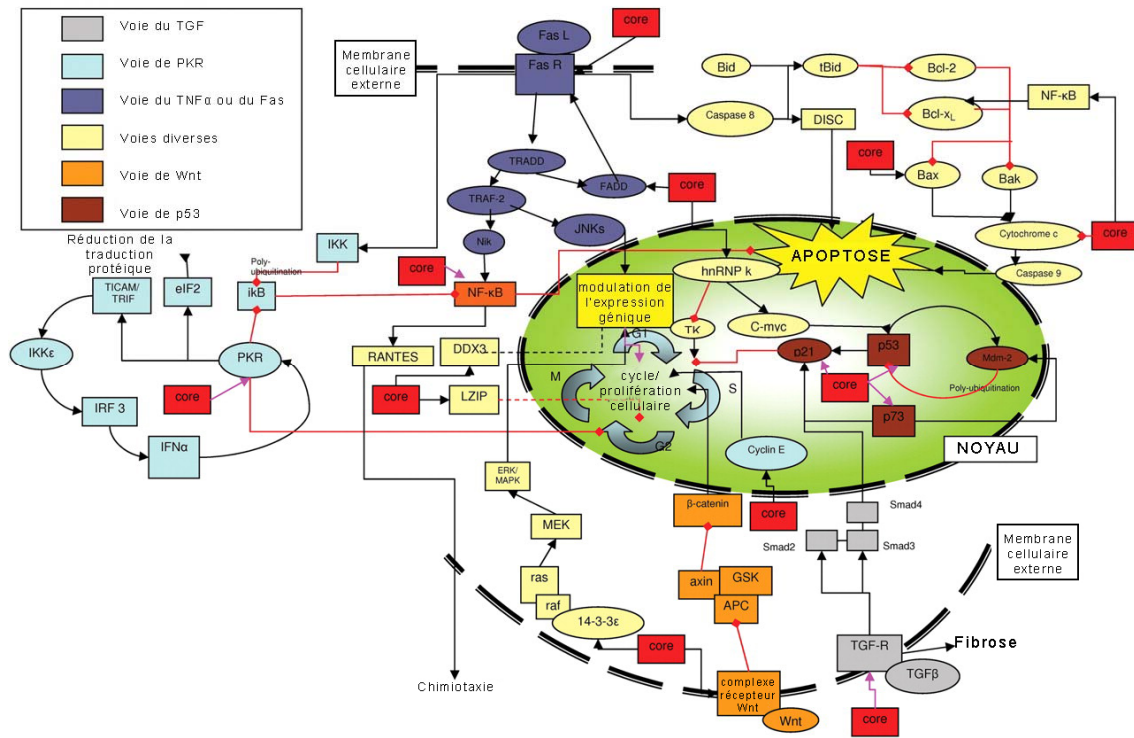 Voie du TGF
Voie de PKR
Voie du TNFα ou du Fas
Voies diverses
Voie de Wnt
Voie de p53
Membrane
cellulaire
externe
Fas L
Fas R
core
Bid
tBid
Bcl-2
Bcl-xL
NF-κB
Caspase 8
DISC
core
Bax
Bak
TRADD
FADD
core
TRAF-2
Nik
JNKs
Cytochrome c
core
Caspase 9
APOPTOSE
Réduction de la
traduction
protéique
IKK
Poly-
ubiquitination
TICAM/
TRIF
eIF2
ikB
core
NF-κB
modulation de
l'expression
génique
hnRNP k
TK
C-mvc
p21
p53
Mdm-2
core
Poly-ubiquitination
p73
IKKε
PKR
core
IRF 3
IFNα
RANTES
DDX3
core
LZIP
G1
M
S
G2
cycle/
prolifération
cellulaire
Cyclin E
NOYAU
ERK/
MAPK
β-catenin
core
Smad4
MEK
Smad2
Smad3
Membrane
cellulaire
externe
ras
raf
axin
GSK
APC
14-3-3ε
core
TGF-R
Fibrose
TGFβ
Chimiotaxie
complexe
récepteur
Wnt
Wnt
core